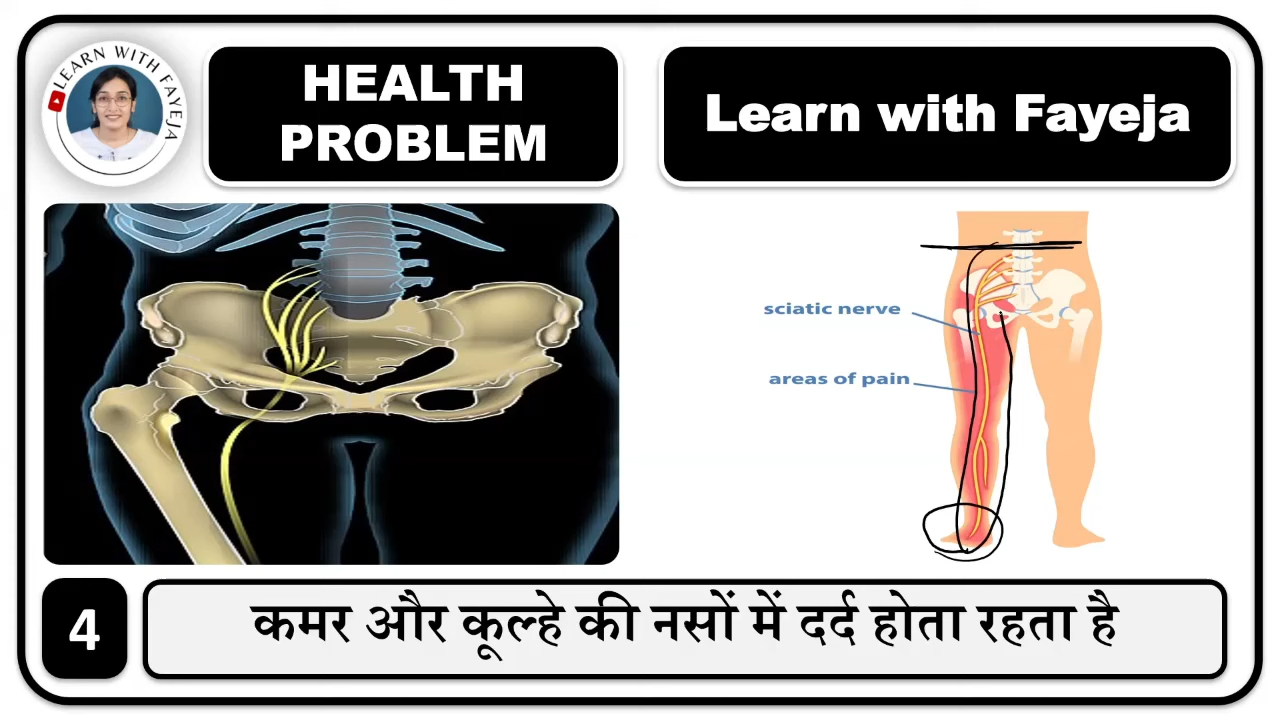 LEARN WITH FAYEJA
HEALTH
PROBLEM
Learn with Fayeja
sciatic nerve
areas of pain
4
कमर और कूल्हे की नसों में दर्द होता रहता है